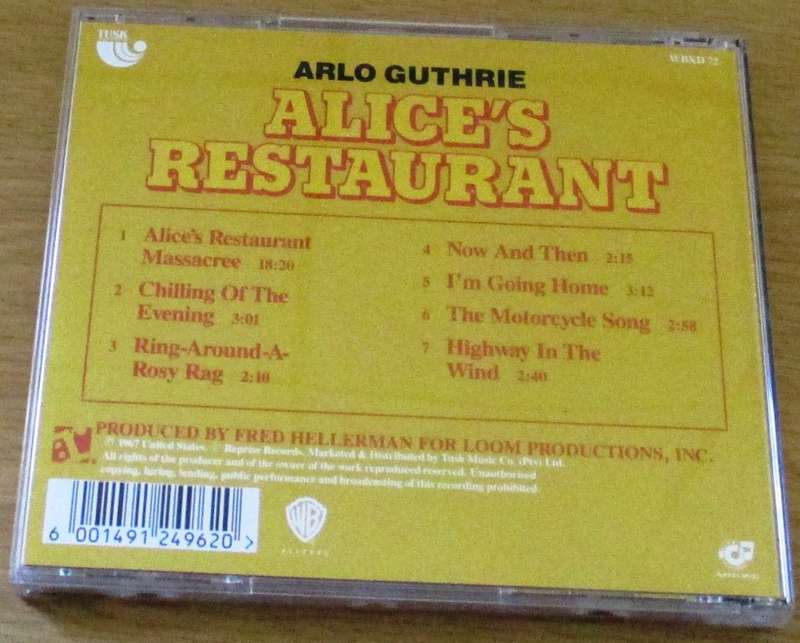 TUSK
WBXD 72
ARLO GUTHRIE
ALICE'S
RESTAURANT
1 Alice's Restaurant
Massacree 18:20
2 Chilling Of The
Evening 3:01
3 Ring-Around-A-
Rosy Rag 2:10
4 Now And Then 2:15
5 I'm Going Home 3:12
6 The Motorcycle Song 2:58
7 Highway In The
Wind 2:40
PRODUCED BY FRED HELLERMAN FOR LOOM PRODUCTIONS, INC.
℗ 1967 United States. Reprise Records. Marketed & Distributed by Tusk Music Co. (Pty) Ltd.
All rights of the producer and of the owner of the work reproduced reserved. Unauthorised
copying, hiring, lending, public performance and broadcasting of this recording prohibited.
6 001491 249620 >
WB
RECORDS